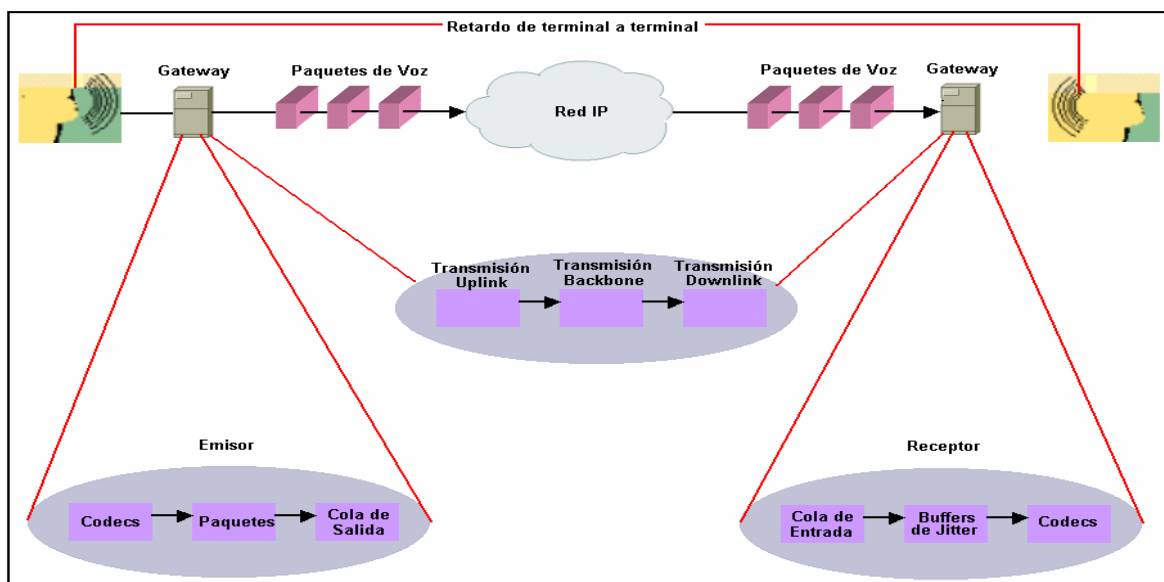 Retardo de terminal a terminal
Gateway
Paquetes de Voz
Red IP
Paquetes de Voz
Gateway
Transmisión
Uplink
Transmisión
Backbone
Transmisión
Downlink
Emisor
Codecs
Paquetes
Cola de
Salida
Receptor
Cola de
Entrada
Buffers
de Jitter
Codecs